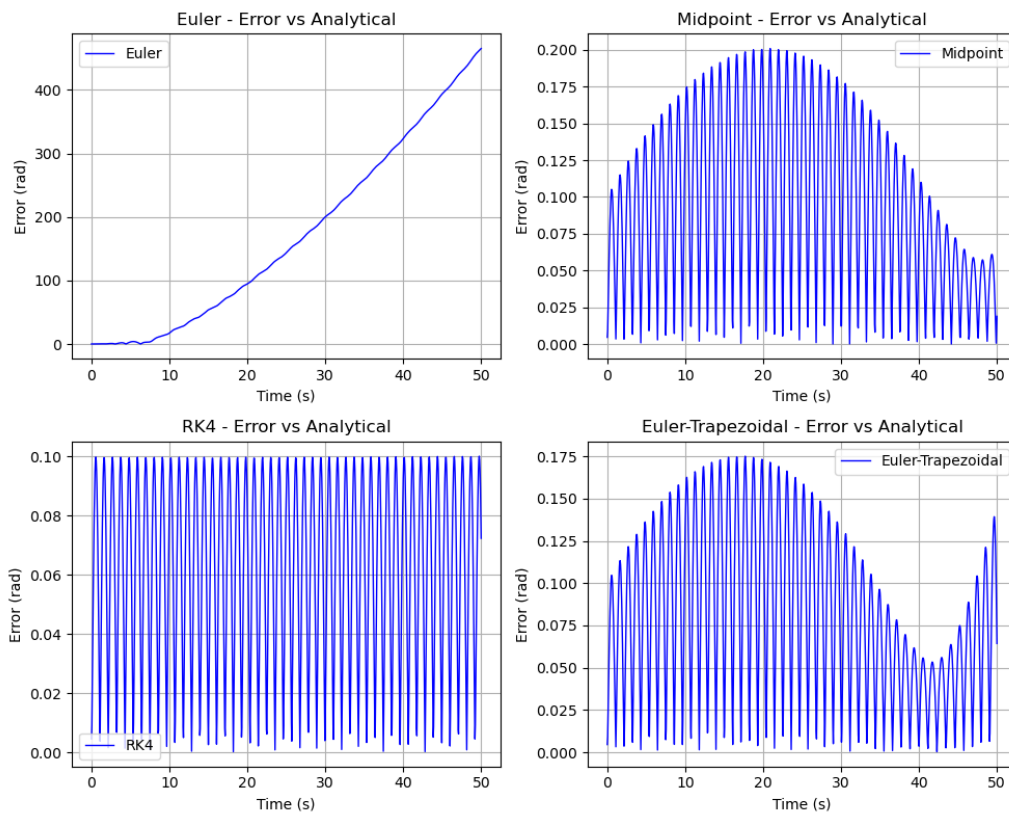 Euler - Error vs Analytical
Euler
400
300
200
100
0
Error (rad)
0 10 20 30 40 50
Time (s)
Midpoint - Error vs Analytical
Midpoint
0.200
0.175
0.150
0.125
0.100
0.075
0.050
0.025
0.000
Error (rad)
0 10 20 30 40 50
Time (s)
RK4 - Error vs Analytical
RK4
0.10
0.08
0.06
0.04
0.02
0.00
Error (rad)
0 10 20 30 40 50
Time (s)
Euler-Trapezoidal - Error vs Analytical
Euler-Trapezoidal
0.175
0.150
0.125
0.100
0.075
0.050
0.025
0.000
Error (rad)
0 10 20 30 40 50
Time (s)